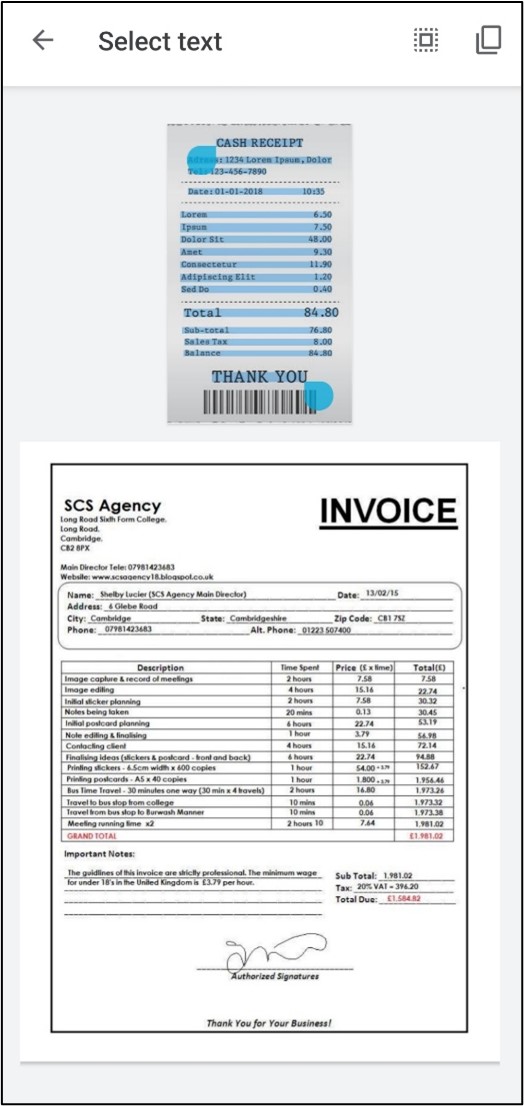 Select text
CASH RECEIPT
Adress: 1234 Lorem Ipsum, Dolor
Tel: 123-456-7890
Date: 01-01-2018 10:35
Lorem 6.50
Ipsum 7.50
Dolor Sit 48.00
Amet 9.30
Consectetur 11.90
Adipiscing Elit 1.20
Sed Do 0.40
Total 84.80
Sub-total 76.80
Sales Tax 8.00
Balance 84.80
THANK YOU
SCS Agency
INVOICE
Long Road Sixth Form College.
Long Road.
Cambridge.
CB2 8PX
Main Director Tele: 07981423683
Website: www.scsagency18.blogspot.co.uk
Name: Shelby Lucier (SCS Agency Main Director) Date: 13/02/15
Address: 6 Glebe Road
City: Cambridge State: Cambridgeshire Zip Code: CB1 7SZ
Phone: 07981423683 Alt. Phone: 01223 507400
Description Time Spent Price (£ x time) Total(£)
Image capture & record of meetings 2 hours 7.58 7.58
Image editing 4 hours 15.16 22.74
Initial sticker planning 2 hours 7.58 30.32
Notes being taken 20 mins 0.13 30.45
Initial postcard planning 6 hours 22.74 53.19
Note editing & finalising 1 hour 3.79 56.98
Contacting client 4 hours 15.16 72.14
Finalising ideas (stickers & postcard - front and back) 6 hours 22.74 94.88
Printing stickers - 6.5cm width x 600 copies 1 hour 54.00 + 3.79 152.67
Printing postcards - A5 x 40 copies 1 hour 1.800 + 3.79 1,956.46
Bus Time Travel - 30 minutes one way (30 min x 4 travels) 2 hours 16.80 1,973.26
Travel to bus stop from college 10 mins 0.06 1,973.32
Travel from bus stop to Burwash Manner 10 mins 0.06 1,973.38
Meeting running time x2 2 hours 10 7.64 1,981.02
GRAND TOTAL £1,981.02
Important Notes:
The guidlines of this invoice are strictly professional. The minimum wage
for under 18's in the United Kingdom is £3.79 per hour.
Sub Total: 1,981.02
Tax: 20% VAT = 396.20
Total Due: £1,584.82
Authorized Signatures
Thank You for Your Business!